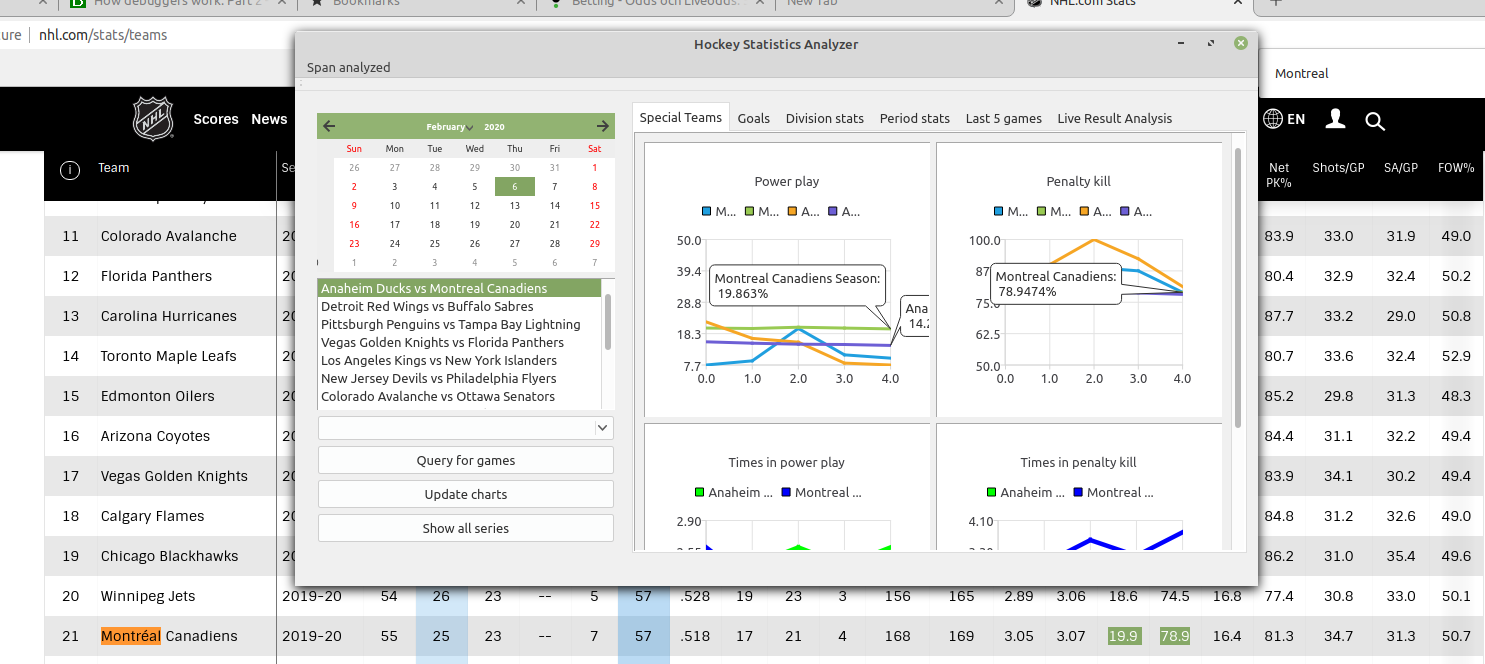 How debuggers work: Part 2
Bookmarks
Betting - Odds och Liveodds.
New Tab
NHL.com Stats
ure | nhl.com/stats/teams
Hockey Statistics Analyzer
Span analyzed
Montreal
NHL
Scores News
EN
Team
Se
Net PK% Shots/GP SA/GP FOW%
11 Colorado Avalanche 20 83.9 33.0 31.9 49.0
12 Florida Panthers 20 80.4 32.9 32.4 50.2
13 Carolina Hurricanes 20 87.7 33.2 29.0 50.8
14 Toronto Maple Leafs 20 80.7 33.6 32.4 52.9
15 Edmonton Oilers 20 85.2 29.8 31.3 48.3
16 Arizona Coyotes 20 84.4 31.1 32.2 49.4
17 Vegas Golden Knights 20 83.9 34.1 30.2 49.4
18 Calgary Flames 20 84.8 31.2 32.6 49.0
19 Chicago Blackhawks 20 86.2 31.0 35.4 49.6
February 2020
Sun Mon Tue Wed Thu Fri Sat
26 27 28 29 30 31 1
2 3 4 5 6 7 8
9 10 11 12 13 14 15
16 17 18 19 20 21 22
23 24 25 26 27 28 29
1 2 3 4 5 6 7
Anaheim Ducks vs Montreal Canadiens
Detroit Red Wings vs Buffalo Sabres
Pittsburgh Penguins vs Tampa Bay Lightning
Vegas Golden Knights vs Florida Panthers
Los Angeles Kings vs New York Islanders
New Jersey Devils vs Philadelphia Flyers
Colorado Avalanche vs Ottawa Senators
Query for games
Update charts
Show all series
Special Teams Goals Division stats Period stats Last 5 games Live Result Analysis
Power play
M... M... A... A...
50.0
39.4
28.8
18.3
7.7
0.0 1.0 2.0 3.0 4.0
Montreal Canadiens Season:
19.863%
Ana
14.2
Penalty kill
M... M... A... A...
100.0
87
75.0
62.5
50.0
0.0 1.0 2.0 3.0 4.0
Montreal Canadiens:
78.9474%
Times in power play
Anaheim ... Montreal ...
2.90
Times in penalty kill
Anaheim ... Montreal ...
4.10
20 Winnipeg Jets 2019-20 54 26 23 -- 5 57 .528 19 23 3 156 165 2.89 3.06 18.6 74.5 16.8 77.4 30.8 33.0 50.1
21 Montréal Canadiens 2019-20 55 25 23 -- 7 57 .518 17 21 4 168 169 3.05 3.07 19.9 78.9 16.4 81.3 34.7 31.3 50.7